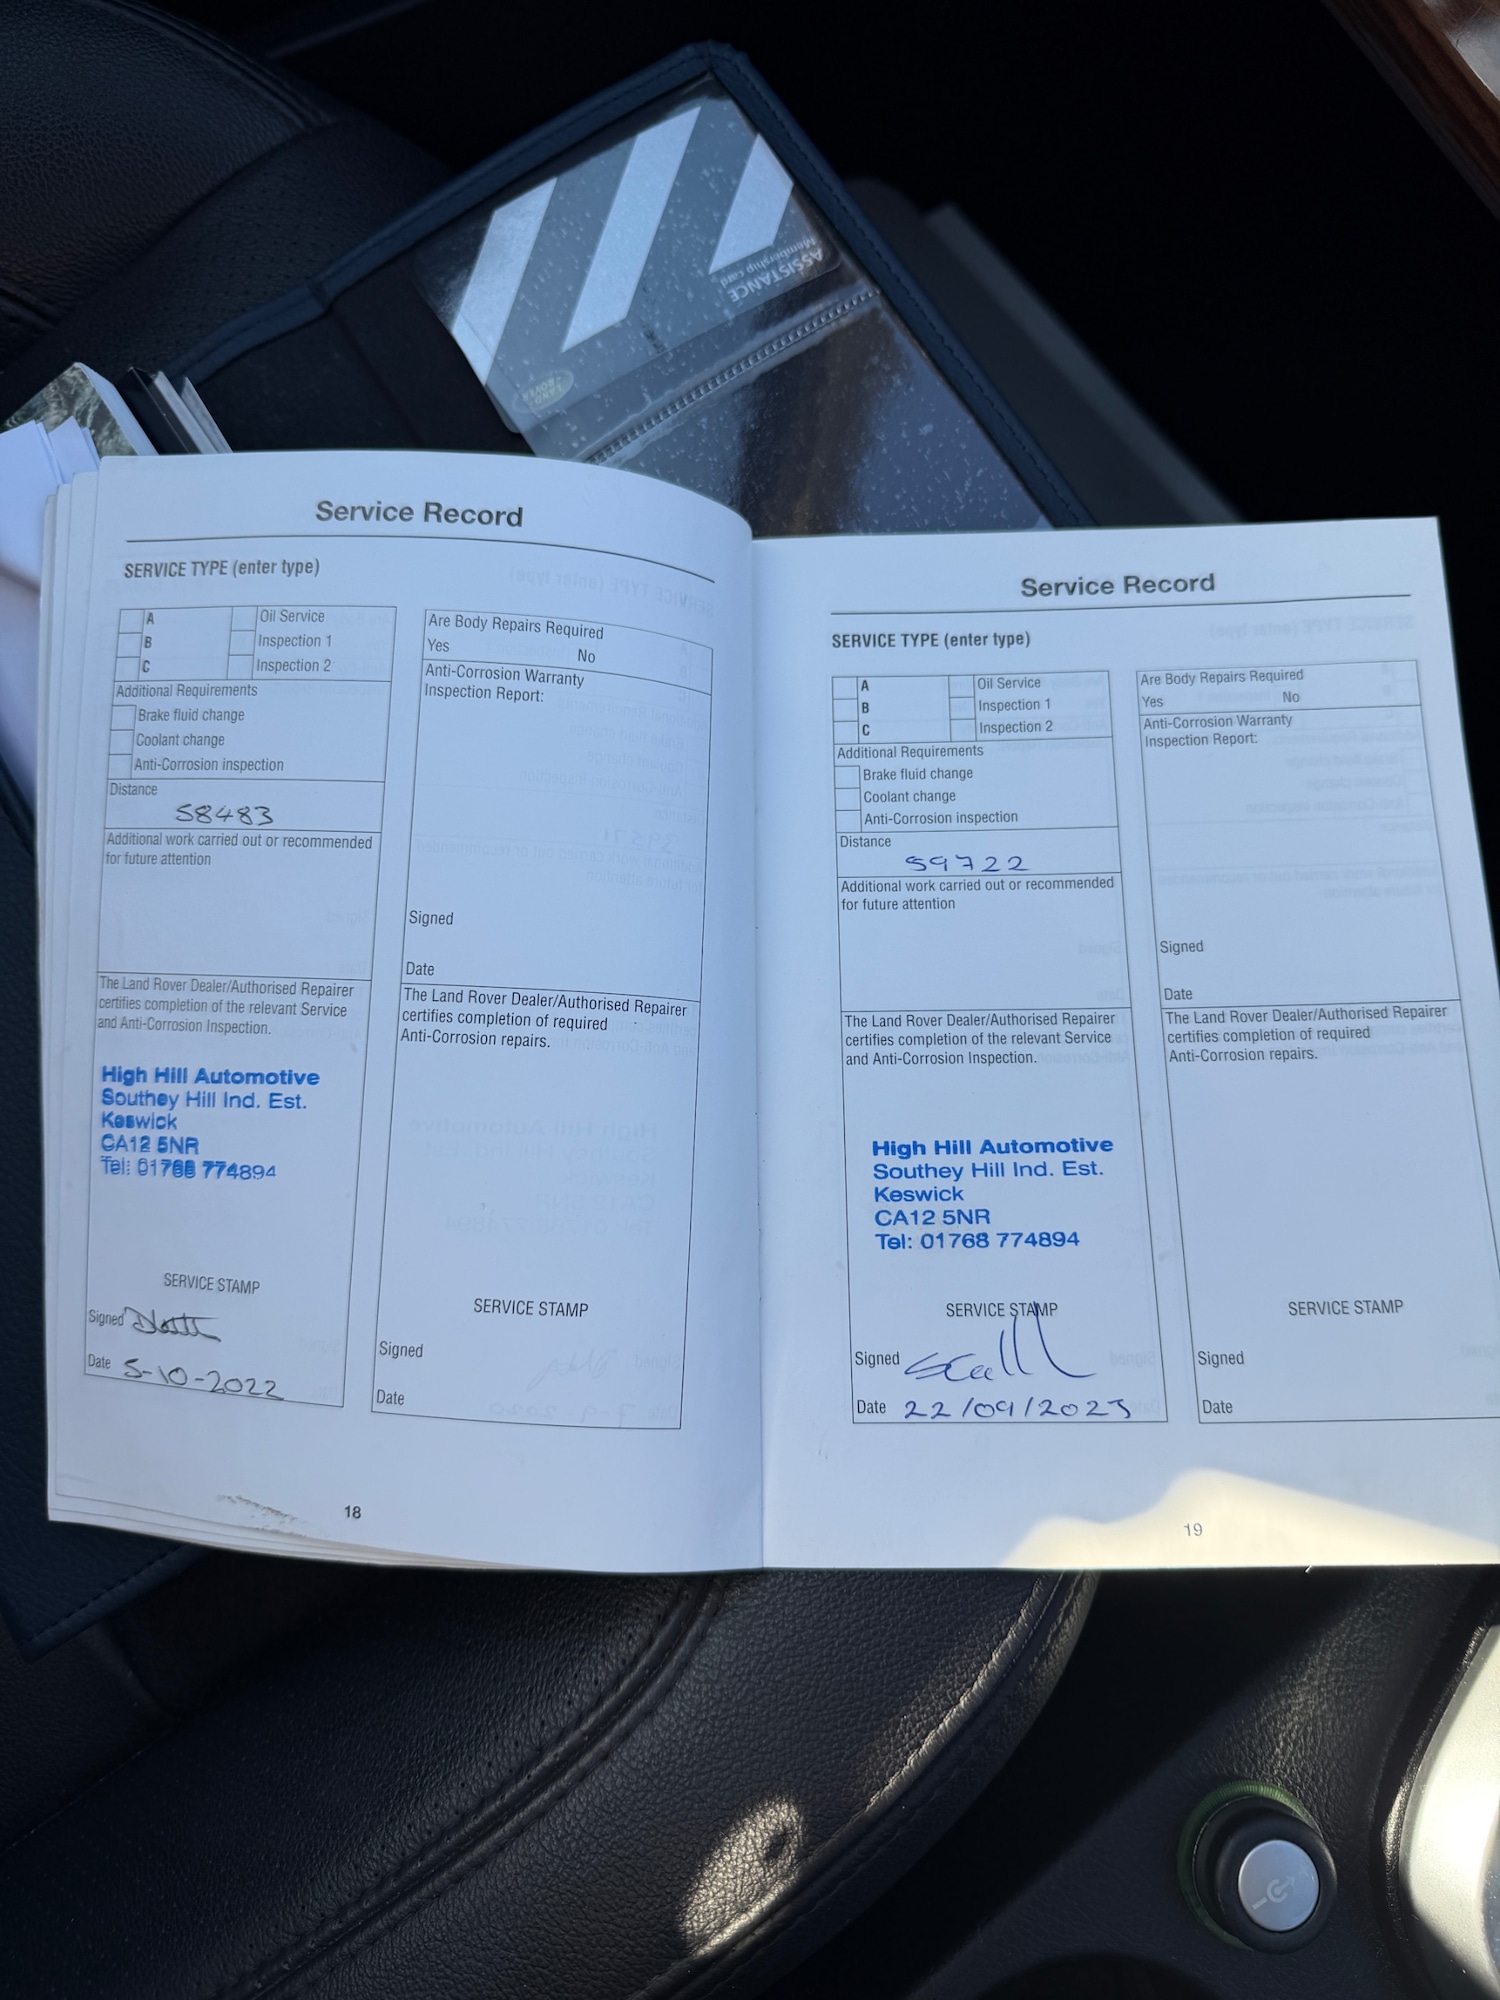 ASSISTANCE
Membership card
LAND
ROVER
Service Record
SERVICE TYPE (enter type)
A
Oil Service
B
Inspection 1
C
Inspection 2
Additional Requirements
Brake fluid change
Coolant change
Anti-Corrosion inspection
Distance
58483
Additional work carried out or recommended
for future attention
The Land Rover Dealer/Authorised Repairer
certifies completion of the relevant Service
and Anti-Corrosion Inspection.
High Hill Automotive
Southey Hill Ind. Est.
Keswick
CA12 5NR
Tel: 01768 774894
SERVICE STAMP
Signed
Date 5-10-2022
Are Body Repairs Required
Yes No
Anti-Corrosion Warranty
Inspection Report:
Signed
Date
The Land Rover Dealer/Authorised Repairer
certifies completion of required
Anti-Corrosion repairs.
SERVICE STAMP
Signed
Date
18
Service Record
SERVICE TYPE (enter type)
A
Oil Service
B
Inspection 1
C
Inspection 2
Additional Requirements
Brake fluid change
Coolant change
Anti-Corrosion inspection
Distance
59722
Additional work carried out or recommended
for future attention
The Land Rover Dealer/Authorised Repairer
certifies completion of the relevant Service
and Anti-Corrosion Inspection.
High Hill Automotive
Southey Hill Ind. Est.
Keswick
CA12 5NR
Tel: 01768 774894
SERVICE STAMP
Signed
Date 22/09/2023
Are Body Repairs Required
Yes No
Anti-Corrosion Warranty
Inspection Report:
Signed
Date
The Land Rover Dealer/Authorised Repairer
certifies completion of required
Anti-Corrosion repairs.
SERVICE STAMP
Signed
Date
19